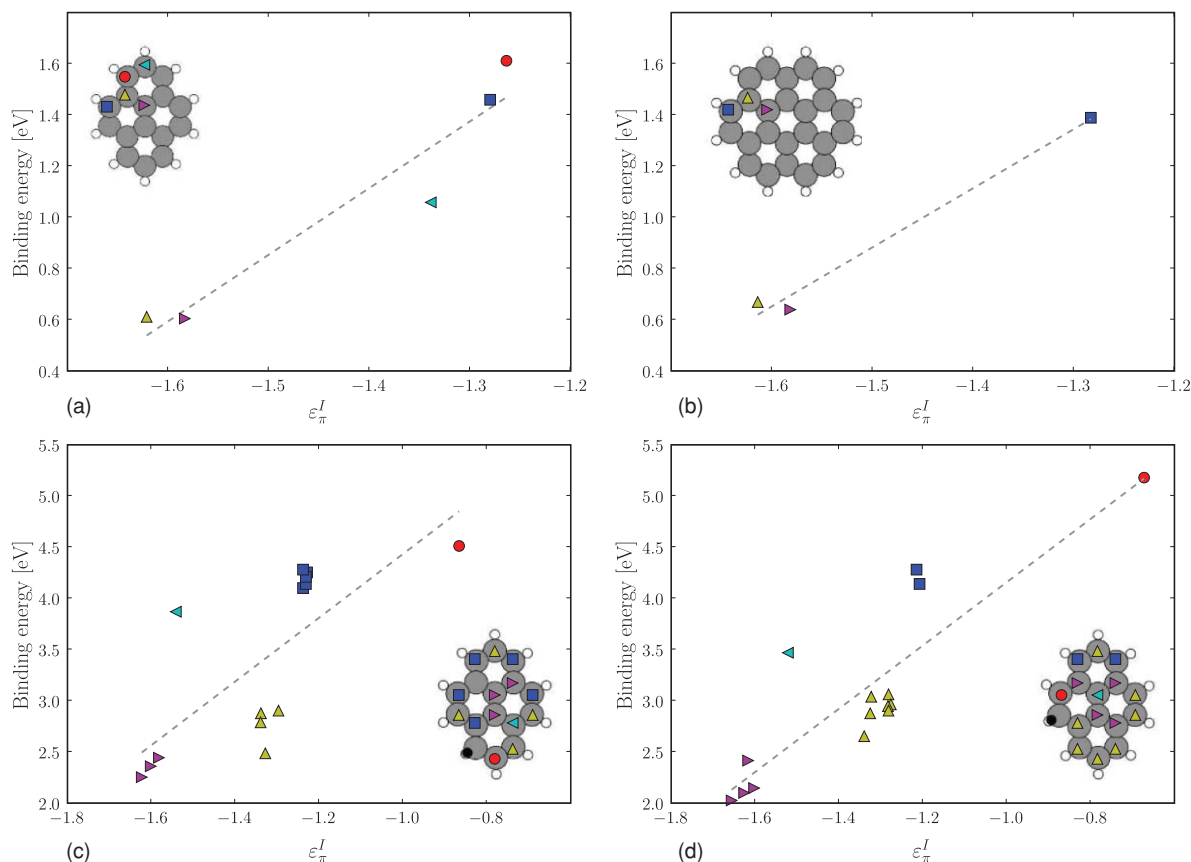 1.6
1.4
1.2
1.0
0.8
0.6
0.4
Binding energy [eV]
−1.6 −1.5 −1.4 −1.3 −1.2
(a)
ε_π^I
1.6
1.4
1.2
1.0
0.8
0.6
0.4
Binding energy [eV]
−1.6 −1.5 −1.4 −1.3 −1.2
(b)
ε_π^I
5.5
5.0
4.5
4.0
3.5
3.0
2.5
2.0
Binding energy [eV]
−1.8 −1.6 −1.4 −1.2 −1.0 −0.8
(c)
ε_π^I
5.5
5.0
4.5
4.0
3.5
3.0
2.5
2.0
Binding energy [eV]
−1.8 −1.6 −1.4 −1.2 −1.0 −0.8
(d)
ε_π^I